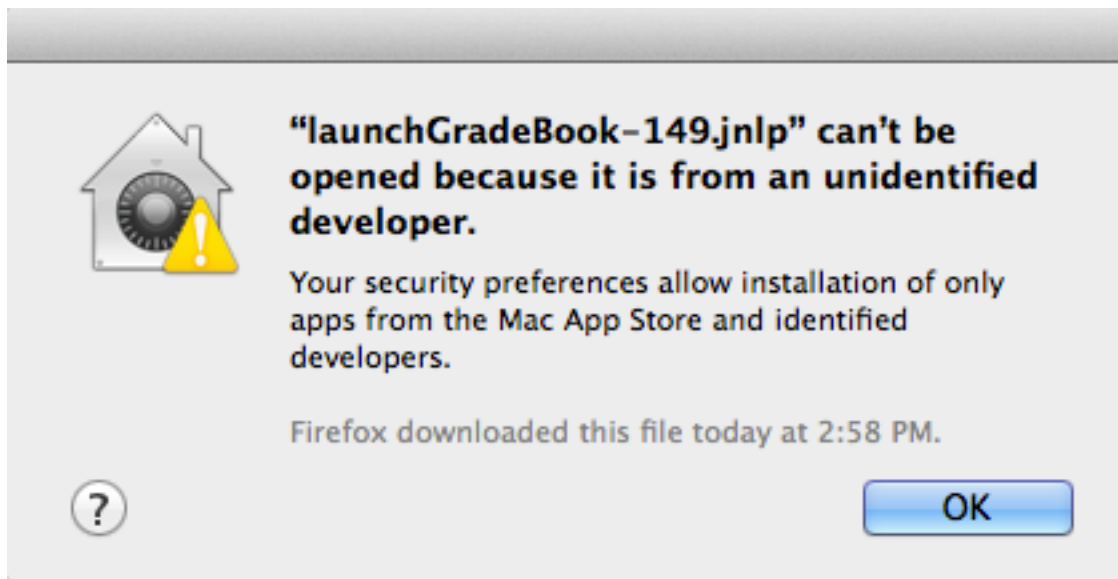 “launchGradeBook-149.jnlp” can’t be
opened because it is from an unidentified
developer.
Your security preferences allow installation of only
apps from the Mac App Store and identified
developers.
Firefox downloaded this file today at 2:58 PM.
?
OK